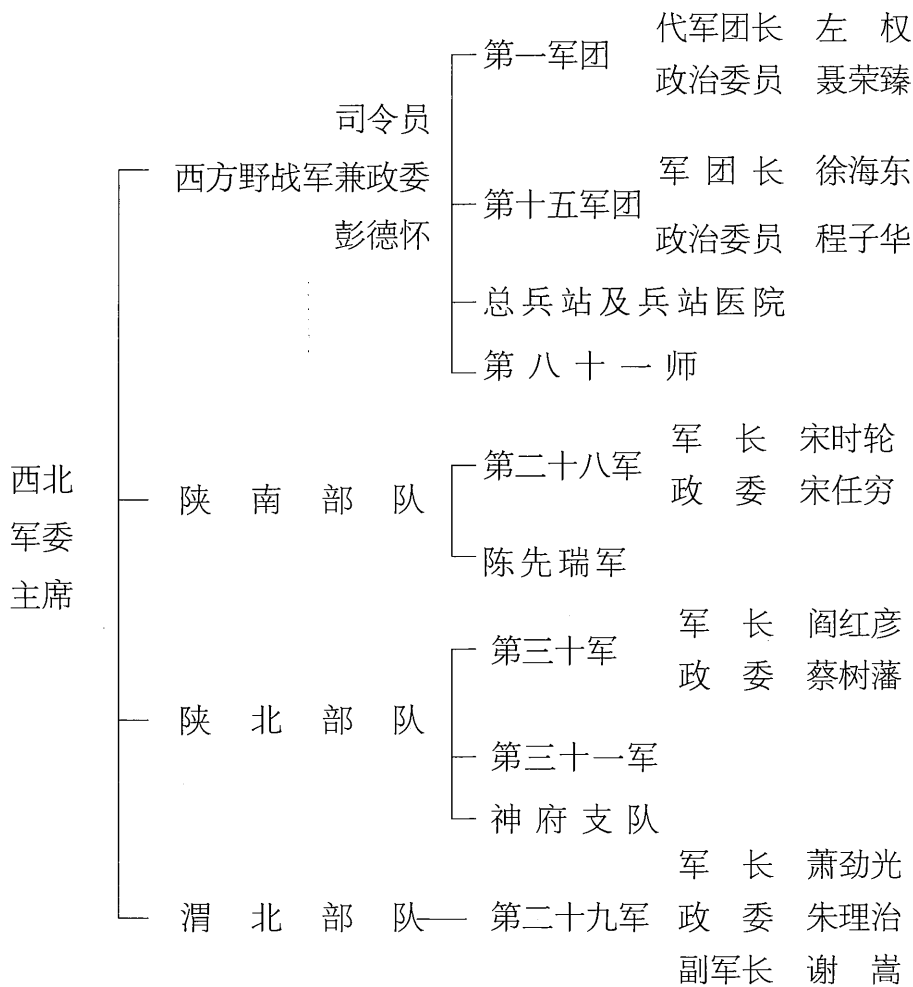 西北
军委
主席
司令员
西方野战军兼政委
彭德怀
第一军团
代军团长 左 权
政治委员 聂荣臻
第十五军团
军 团 长 徐海东
政治委员 程子华
总兵站及兵站医院
第八十一师
陕南部队
第二十八军
军 长 宋时轮
政 委 宋任穷
陈先瑞军
陕北部队
第三十军
军 长 阎红彦
政 委 蔡树藩
第三十一军
神府支队
渭北部队
第二十九军
军 长 萧劲光
政 委 朱理治
副军长 谢 嵩